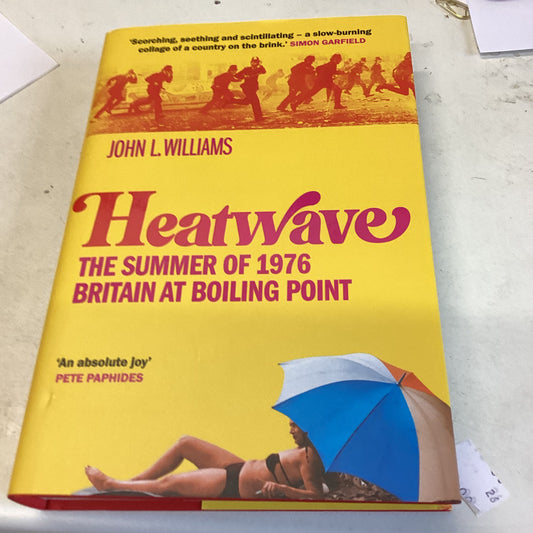 'Scorching, seething and scintillating – a slow-burning
collage of a country on the brink.' SIMON GARFIELD
JOHN L. WILLIAMS
Heatwave
THE SUMMER OF 1976
BRITAIN AT BOILING POINT
'An absolute joy'
PETE PAPHIDES